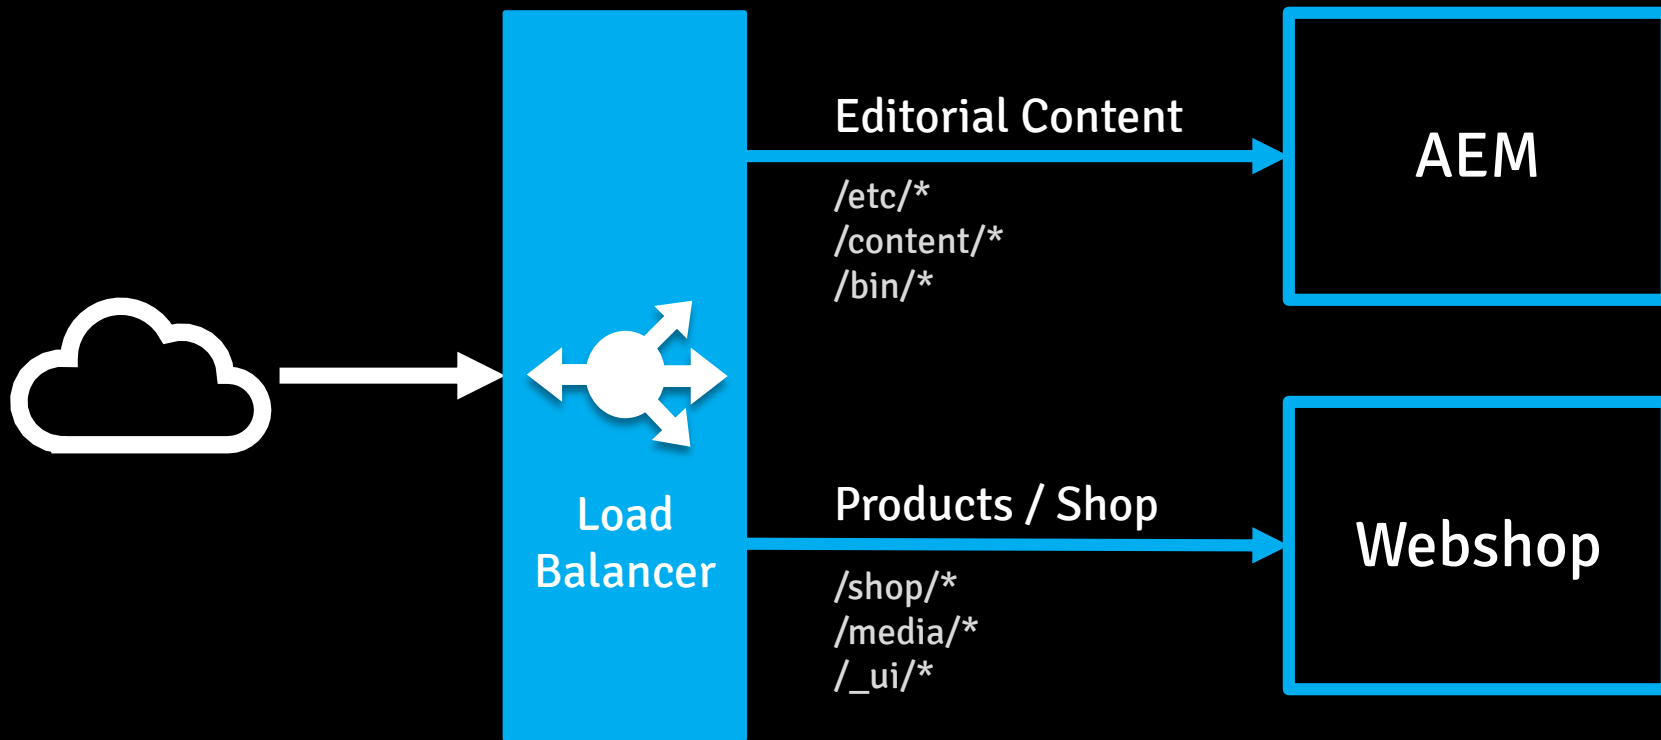 Editorial Content
/etc/*
/content/*
/bin/*
AEM
Load
Balancer
Products / Shop
/shop/*
/media/*
/_ui/*
Webshop